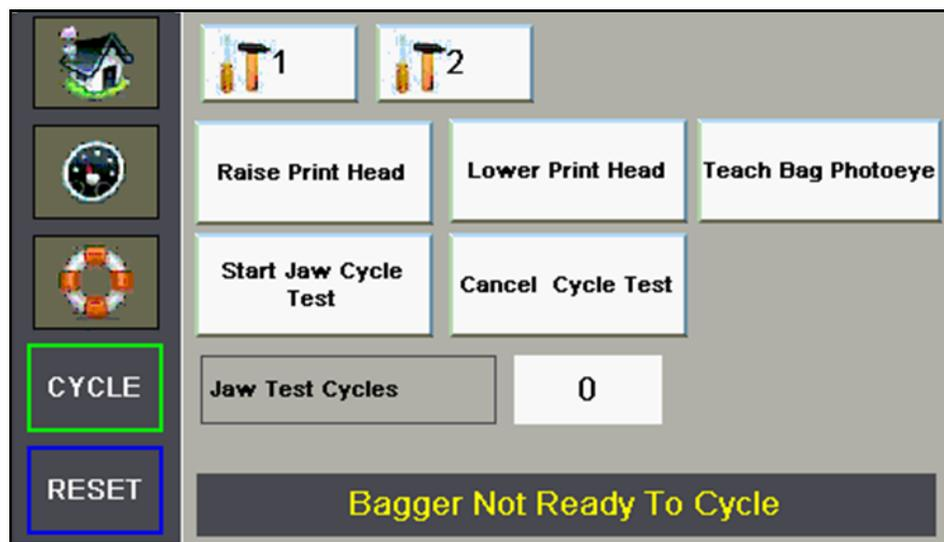 1
2
Raise Print Head
Lower Print Head
Teach Bag Photoeye
Start Jaw Cycle
Test
Cancel Cycle Test
CYCLE
Jaw Test Cycles
0
RESET
Bagger Not Ready To Cycle